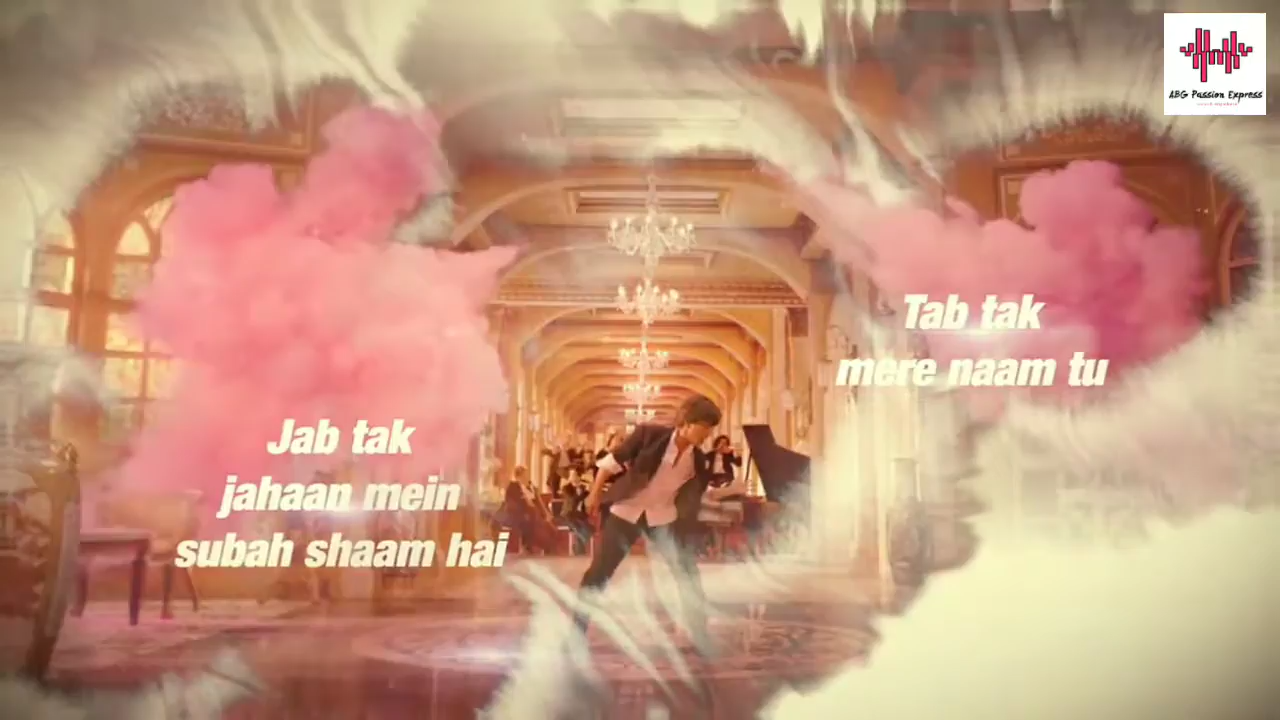 Jab tak
jahaan mein
subah shaam hai
Tab tak
mere naam tu
ABG Passion Express